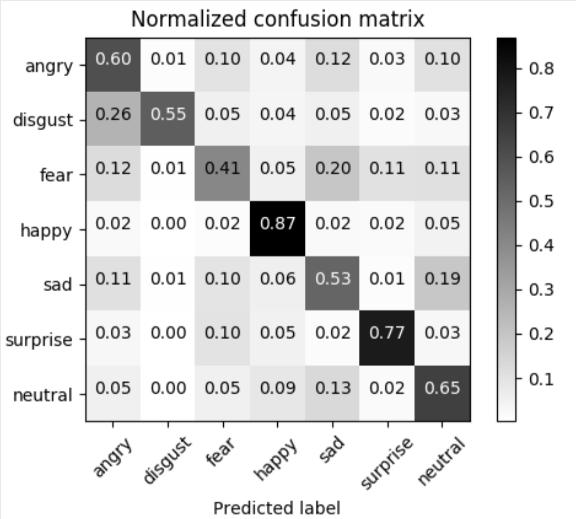 Normalized confusion matrix
angry 0.60 0.01 0.10 0.04 0.12 0.03 0.10
disgust 0.26 0.55 0.05 0.04 0.05 0.02 0.03
fear 0.12 0.01 0.41 0.05 0.20 0.11 0.11
happy 0.02 0.00 0.02 0.87 0.02 0.02 0.05
sad 0.11 0.01 0.10 0.06 0.53 0.01 0.19
surprise 0.03 0.00 0.10 0.05 0.02 0.77 0.03
neutral 0.05 0.00 0.05 0.09 0.13 0.02 0.65
angry disgust fear happy sad surprise neutral
Predicted label
0.8
0.7
0.6
0.5
0.4
0.3
0.2
0.1